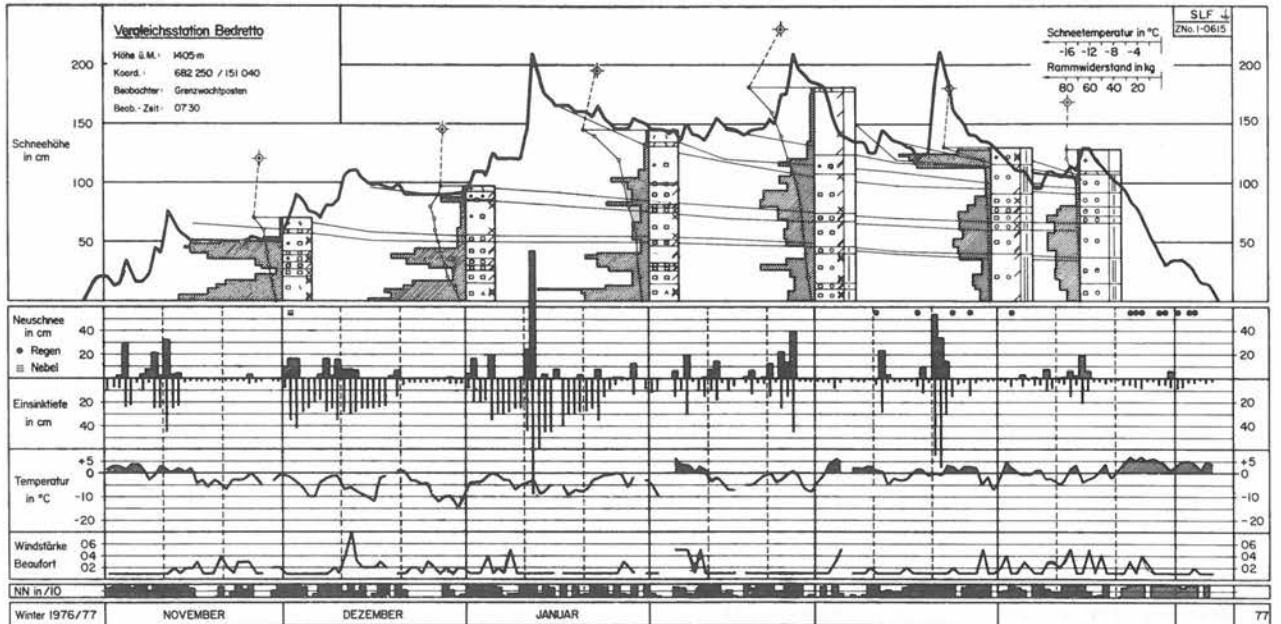 Vergleichsstation Bedretto
Höhe ü.M.: 1405 m
Koord.: 682 250 / 151 040
Beobachter: Grenzwachtposten
Beob.-Zeit: 0730
SLF
ZNo. 1-0615
Schneetemperatur in °C
-16 -12 -8 -4
Rammwiderstand in kg
80 60 40 20
200
150
Schneehöhe
in cm
100
50
200
150
100
50
Neuschnee
in cm
Regen
Nebel
40
20
40
20
Einsinktiefe
in cm
20
40
20
40
Temperatur
in °C
+5
0
-10
-20
+5
0
-10
-20
Windstärke
Beaufort
06
04
02
06
04
02
NN in /10
Winter 1976/77 NOVEMBER DEZEMBER JANUAR 77